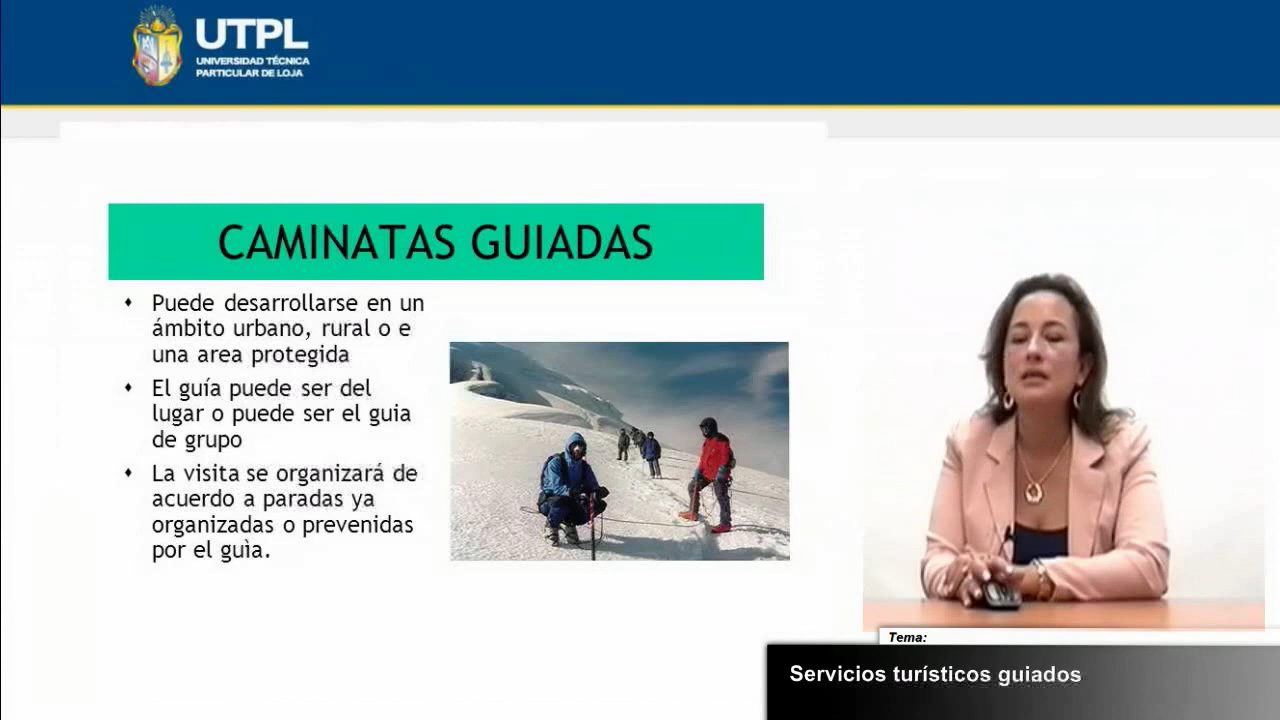 UTPL
UNIVERSIDAD TÉCNICA
PARTICULAR DE LOJA
CAMINATAS GUIADAS
Puede desarrollarse en un
ámbito urbano, rural o e
una area protegida
El guía puede ser del
lugar o puede ser el guia
de grupo
La visita se organizará de
acuerdo a paradas ya
organizadas o prevenidas
por el guìa.
Tema:
Servicios turísticos guiados